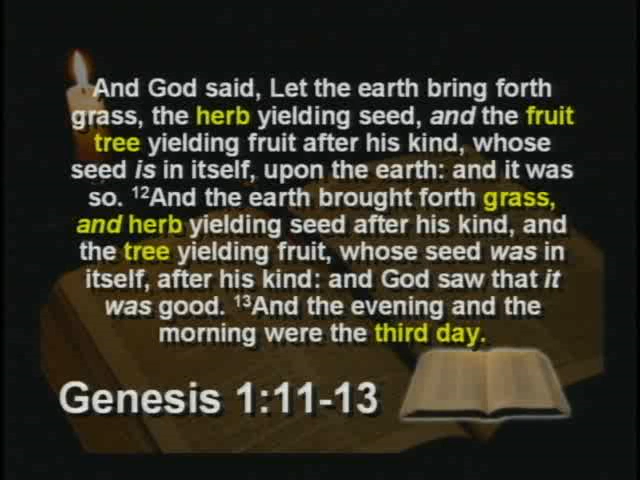 And God said, Let the earth bring forth
grass, the herb yielding seed, and the fruit
tree yielding fruit after his kind, whose
seed is in itself, upon the earth: and it was
so. ¹²And the earth brought forth grass,
and herb yielding seed after his kind, and
the tree yielding fruit, whose seed was in
itself, after his kind: and God saw that it
was good. ¹³And the evening and the
morning were the third day.
Genesis 1:11-13